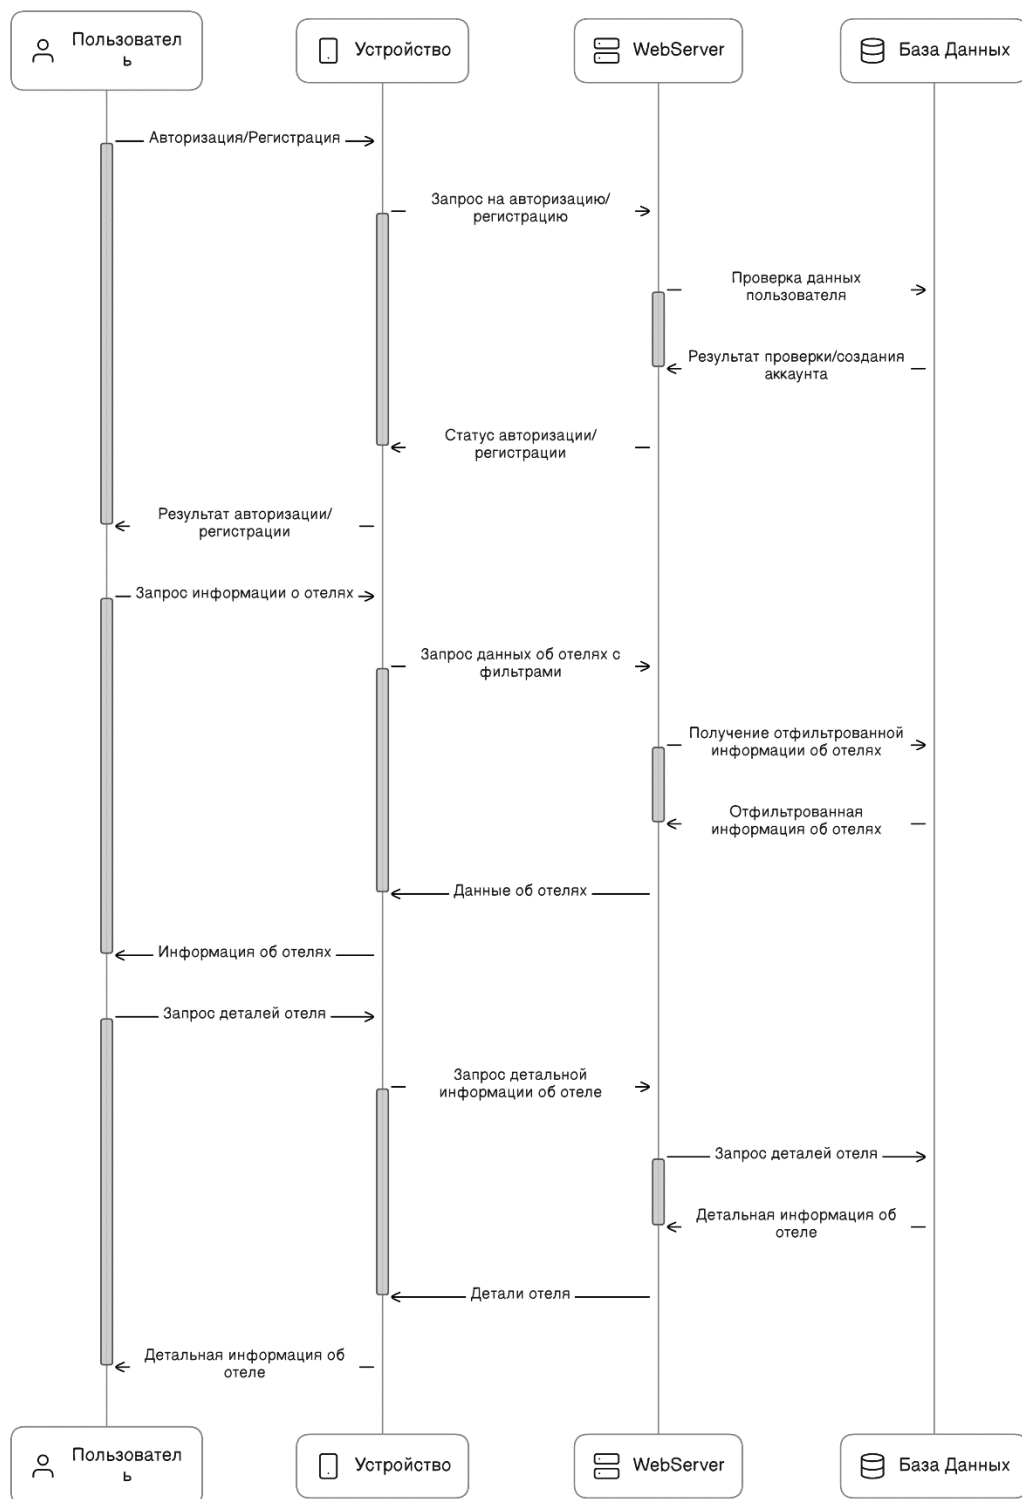 Пользовател
ь
Устройство
WebServer
База Данных
Авторизация/Регистрация
Запрос на авторизацию/
регистрацию
Проверка данных
пользователя
Результат проверки/создания
аккаунта
Статус авторизации/
регистрации
Результат авторизации/
регистрации
Запрос информации о отелях
Запрос данных об отелях с
фильтрами
Получение отфильтрованной
информации об отелях
Отфильтрованная
информация об отелях
Данные об отелях
Информация об отелях
Запрос деталей отеля
Запрос детальной
информации об отеле
Запрос деталей отеля
Детальная информация об
отеле
Детали отеля
Детальная информация об
отеле
Пользовател
ь
Устройство
WebServer
База Данных